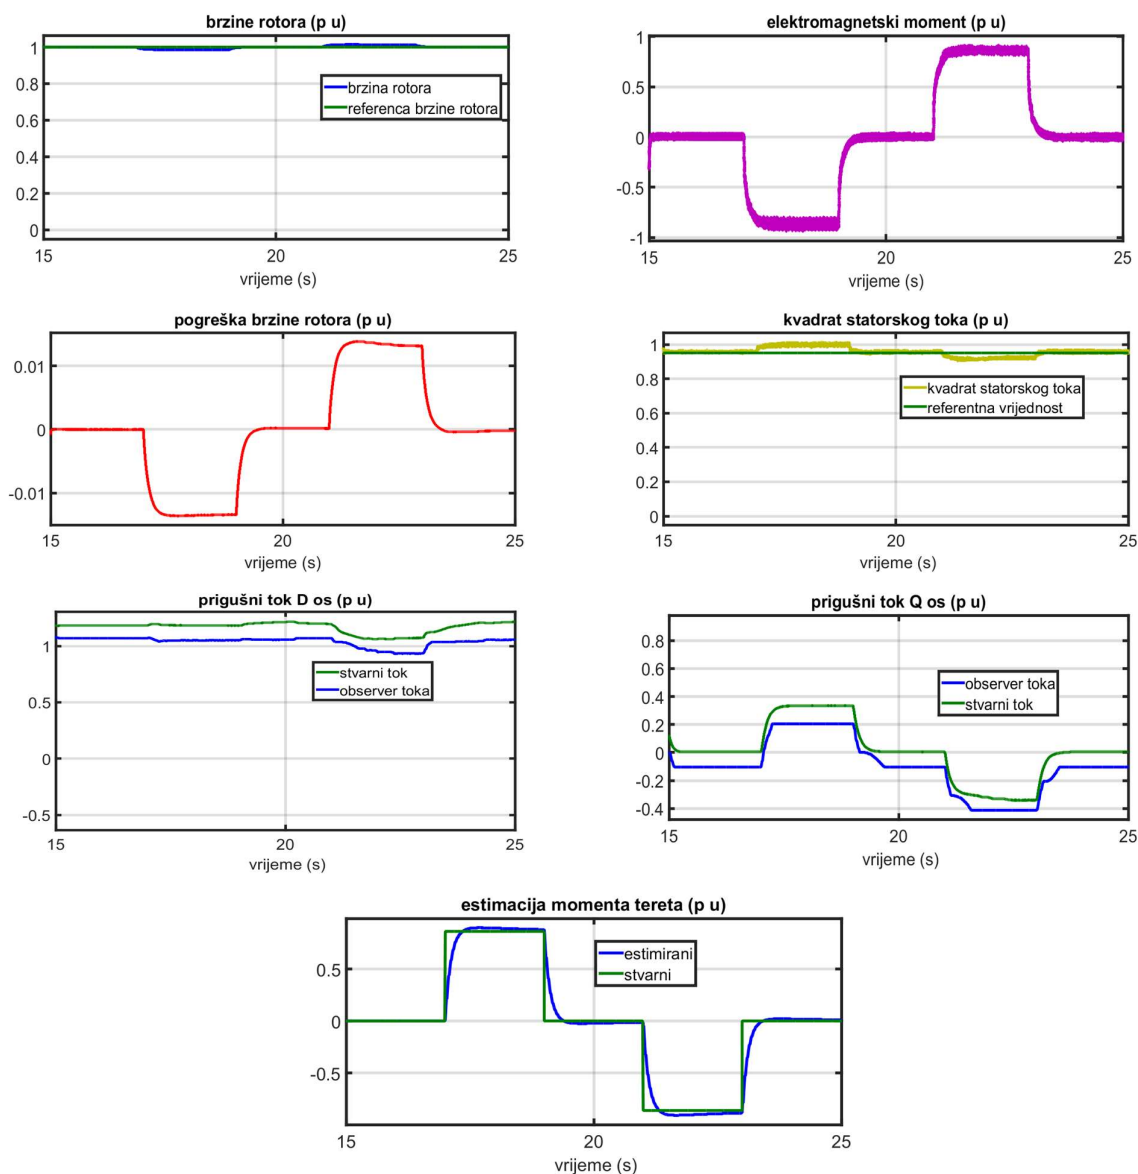 brzine rotora (p u)
1
0.8
0.6
0.4
0.2
0
brzina rotora
referenca brzine rotora
15
20
25
vrijeme (s)
elektromagnetski moment (p u)
1
0.5
0
-0.5
-1
15
20
25
vrijeme (s)
pogreška brzine rotora (p u)
0.01
0
-0.01
15
20
25
vrijeme (s)
kvadrat statorskog toka (p u)
1
0.8
0.6
0.4
0.2
0
kvadrat statorskog toka
referentna vrijednost
15
20
25
vrijeme (s)
prigušni tok D os (p u)
1
0.5
0
-0.5
stvarni tok
observer toka
15
20
25
vrijeme (s)
prigušni tok Q os (p u)
0.8
0.6
0.4
0.2
0
-0.2
-0.4
observer toka
stvarni tok
15
20
25
vrijeme (s)
estimacija momenta tereta (p u)
0.5
0
-0.5
estimirani
stvarni
15
20
25
vrijeme (s)